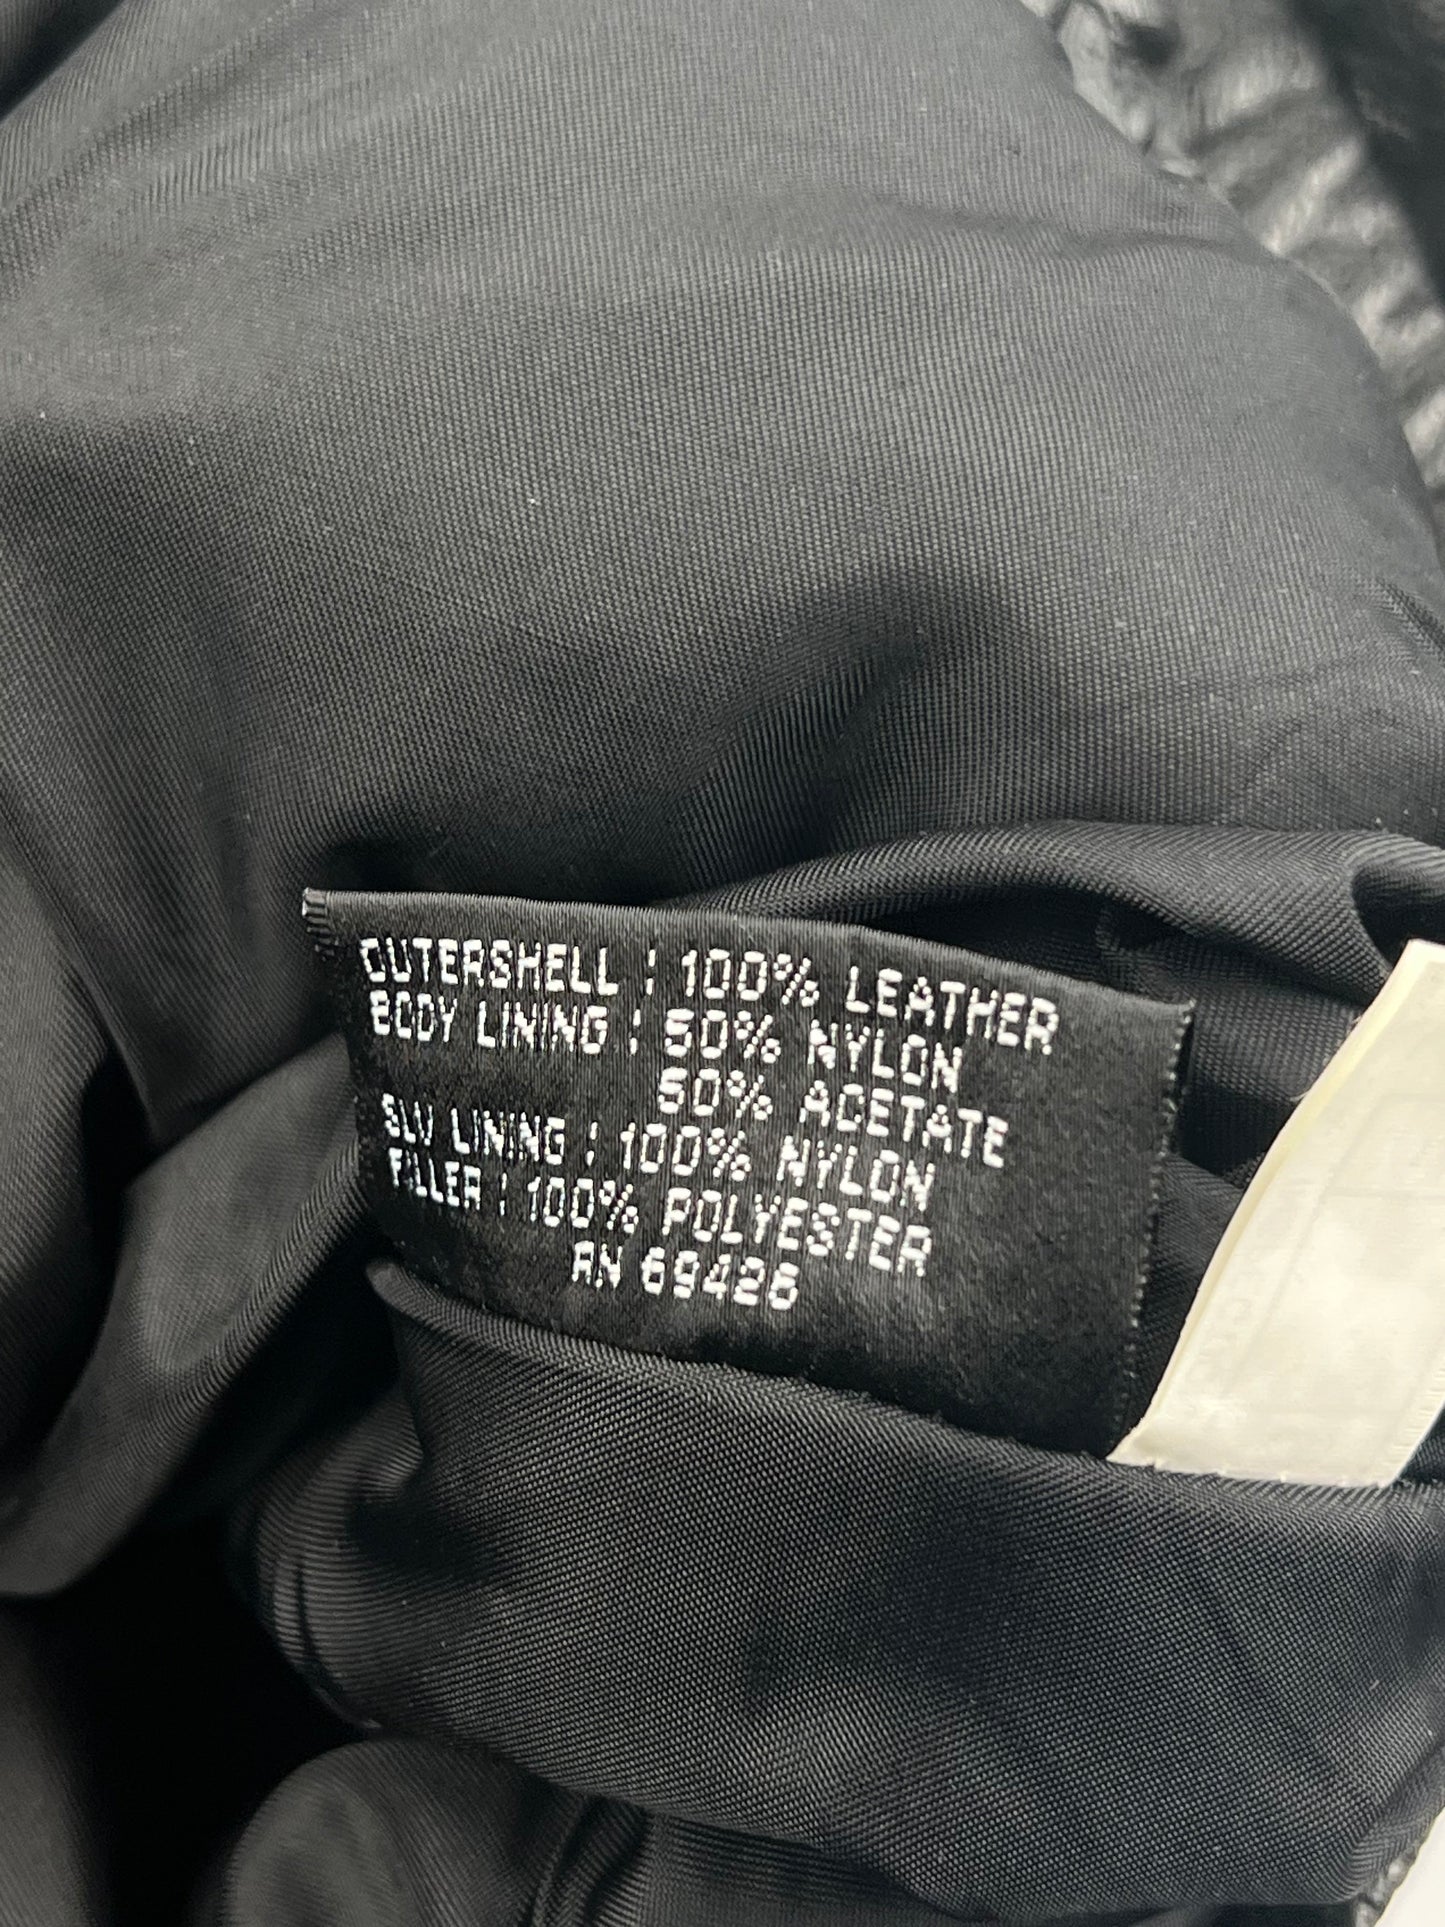 OUTERSHELL : 100% LEATHER
BODY LINING : 50% NYLON
50% ACETATE
SLV LINING : 100% NYLON
FILLER : 100% POLYESTER
RN 69426